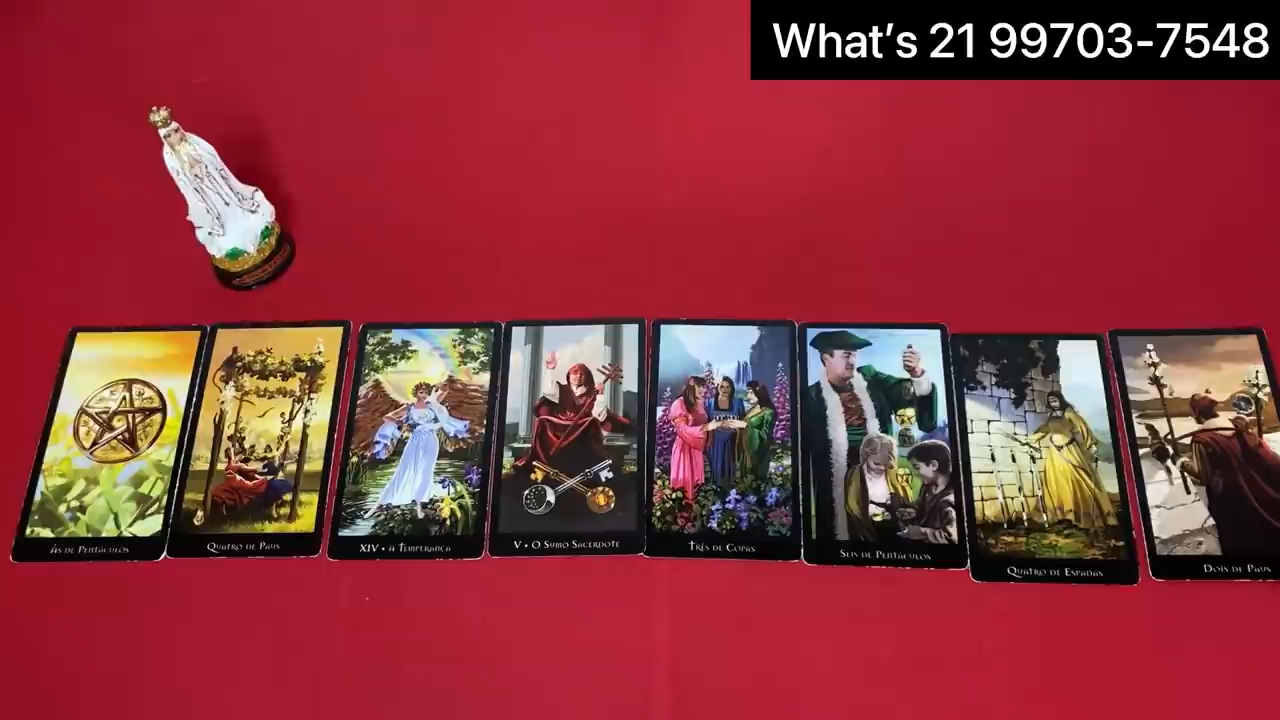 What’s 21 99703-7548
ÀS DE PENTÁCULOS
QUATRO DE PAUS
XIV • A TEMPERANÇA
V • O SUMO SACERDOTE
TRÊS DE COPAS
SEIS DE PENTÁCULOS
QUATRO DE ESPADAS
DOIS DE PAUS